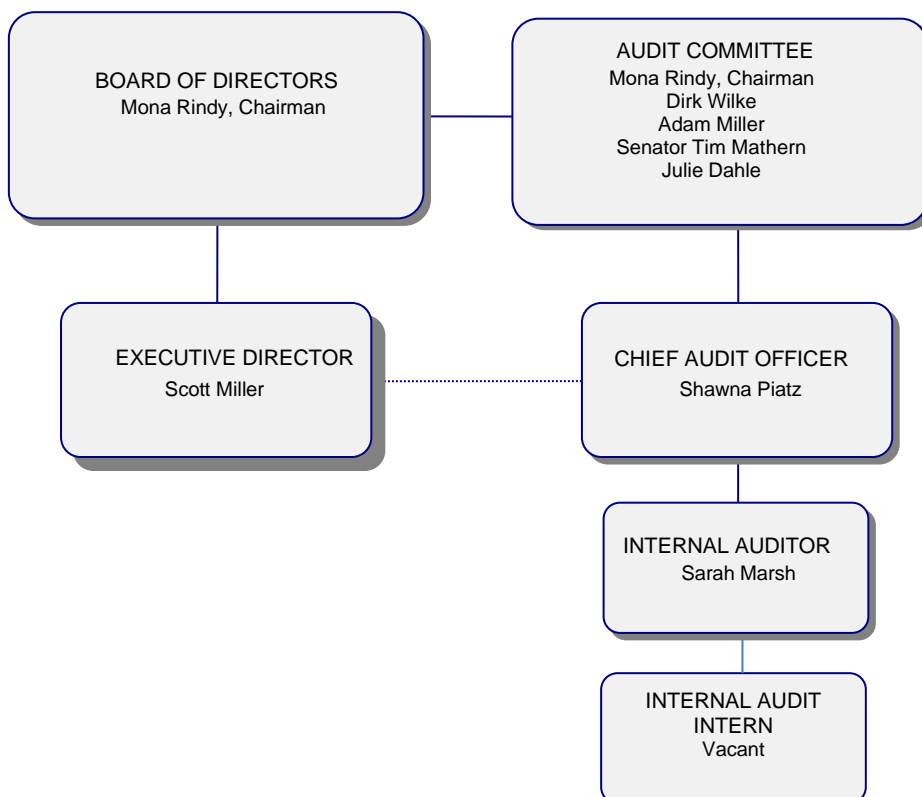 BOARD OF DIRECTORS
Mona Rindy, Chairman
AUDIT COMMITTEE
Mona Rindy, Chairman
Dirk Wilke
Adam Miller
Senator Tim Mathern
Julie Dahle
EXECUTIVE DIRECTOR
Scott Miller
CHIEF AUDIT OFFICER
Shawna Piatz
INTERNAL AUDITOR
Sarah Marsh
INTERNAL AUDIT
INTERN
Vacant